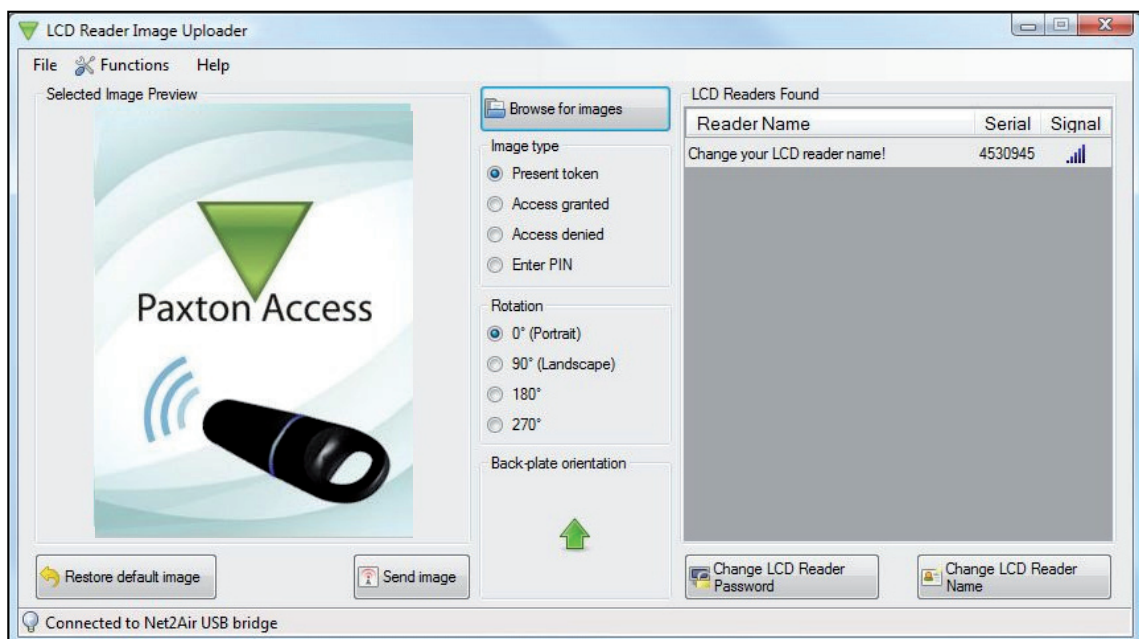 LCD Reader Image Uploader
File Functions Help
Selected Image Preview
Paxton Access
Restore default image
Send image
Browse for images
Image type
Present token
Access granted
Access denied
Enter PIN
Rotation
0° (Portrait)
90° (Landscape)
180°
270°
Back-plate orientation
LCD Readers Found
Reader Name Serial Signal
Change your LCD reader name! 4530945
Change LCD Reader
Password
Change LCD Reader
Name
Connected to Net2Air USB bridge